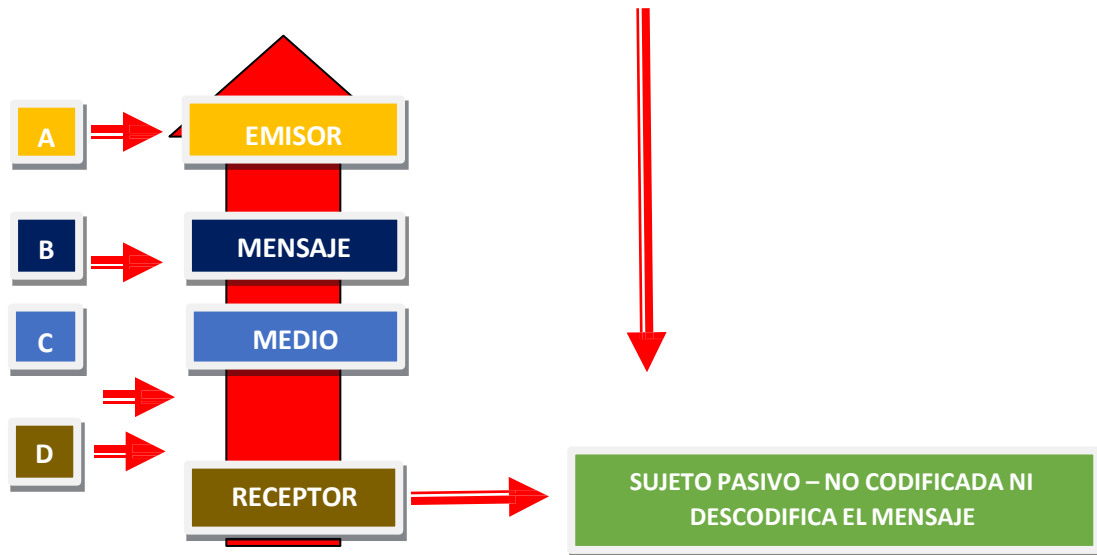 A
EMISOR
B
MENSAJE
C
MEDIO
D
RECEPTOR
SUJETO PASIVO – NO CODIFICADA NI
DESCODIFICA EL MENSAJE